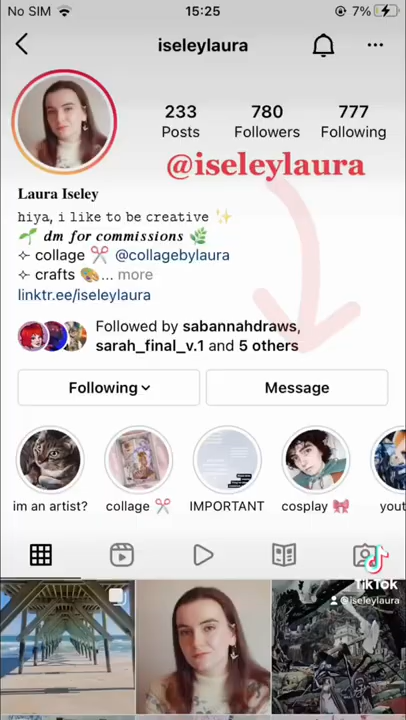 No SIM 15:25 7%
iseleylaura
233 780 777
Posts Followers Following
@iseleylaura
Laura Iseley
hiya, i like to be creative ✨
🌱 dm for commissions 🌿
✧ collage ✂️ @collagebylaura
✧ crafts 🎨... more
linktr.ee/iseleylaura
Followed by sabannahdraws,
sarah_final_v.1 and 5 others
Following Message
im an artist? collage ✂️ IMPORTANT cosplay 🎀 yout
TikTok
@iseleylaura